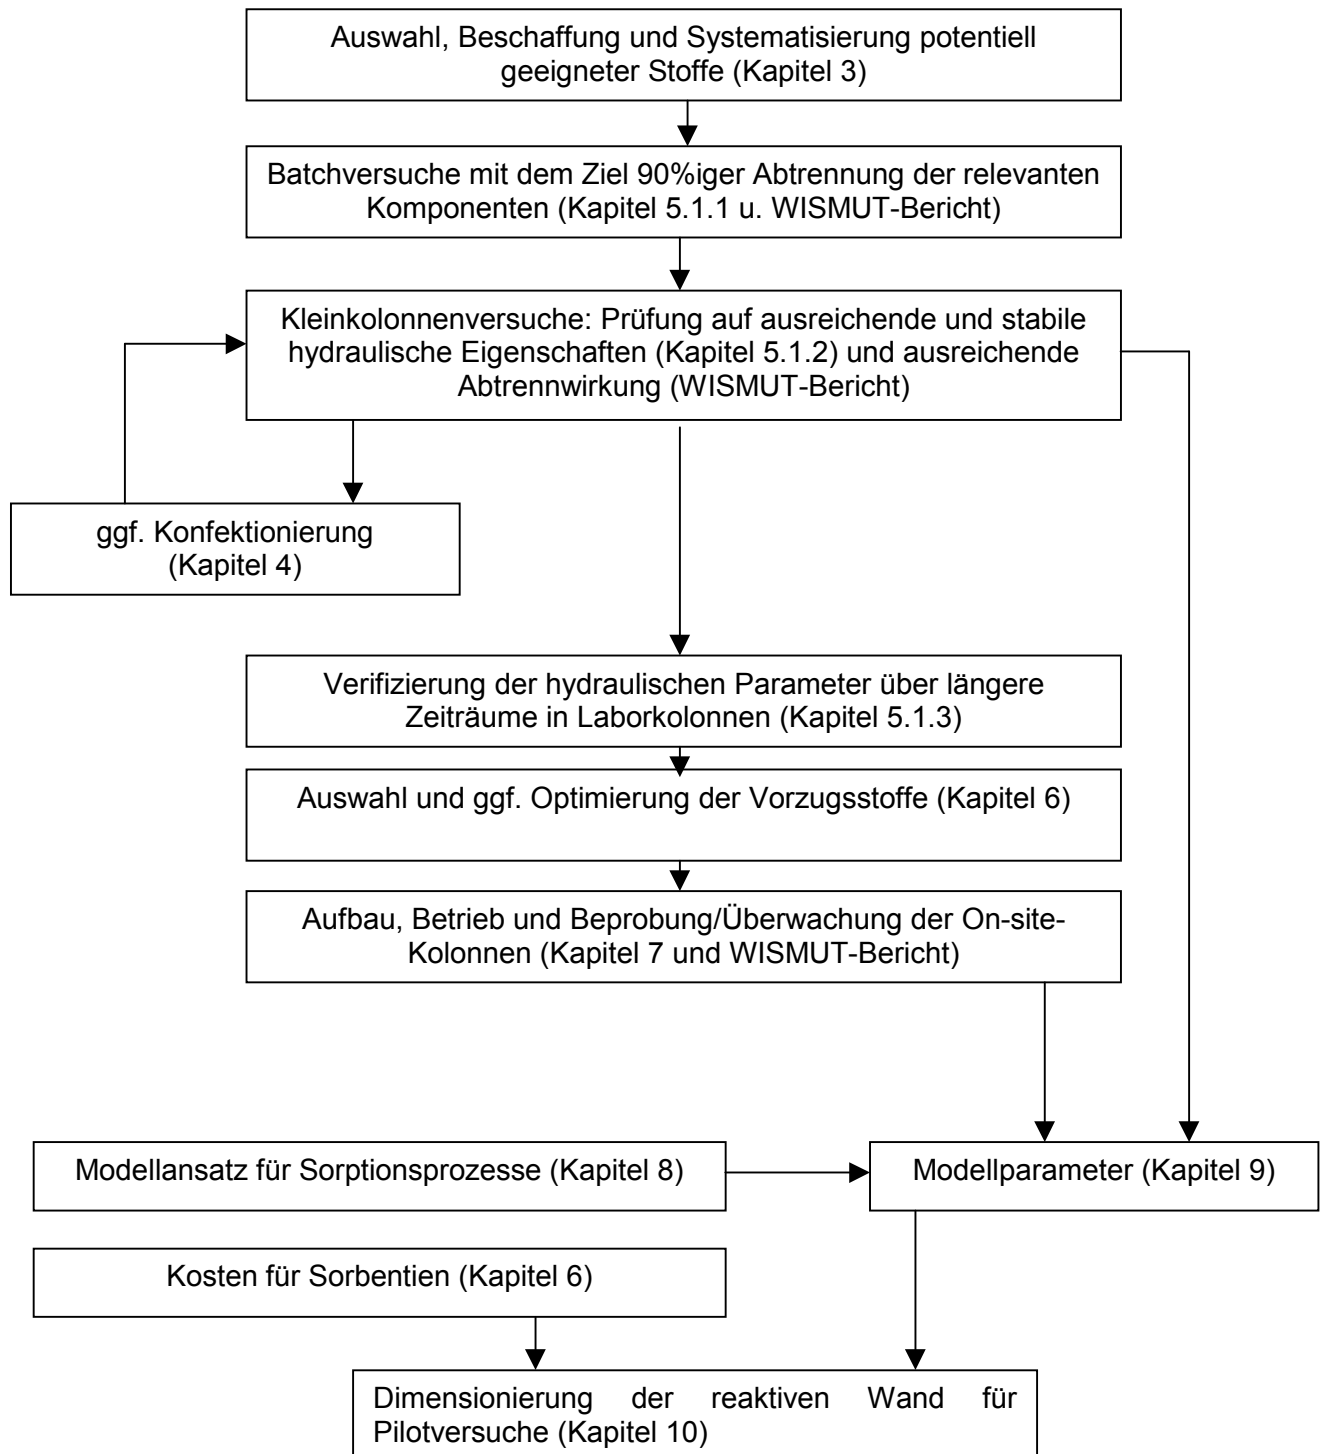 Auswahl, Beschaffung und Systematisierung potentiell
geeigneter Stoffe (Kapitel 3)
Batchversuche mit dem Ziel 90%iger Abtrennung der relevanten
Komponenten (Kapitel 5.1.1 u. WISMUT-Bericht)
Kleinkolonnenversuche: Prüfung auf ausreichende und stabile
hydraulische Eigenschaften (Kapitel 5.1.2) und ausreichende
Abtrennwirkung (WISMUT-Bericht)
ggf. Konfektionierung
(Kapitel 4)
Verifizierung der hydraulischen Parameter über längere
Zeiträume in Laborkolonnen (Kapitel 5.1.3)
Auswahl und ggf. Optimierung der Vorzugsstoffe (Kapitel 6)
Aufbau, Betrieb und Beprobung/Überwachung der On-site-
Kolonnen (Kapitel 7 und WISMUT-Bericht)
Modellansatz für Sorptionsprozesse (Kapitel 8)
Modellparameter (Kapitel 9)
Kosten für Sorbentien (Kapitel 6)
Dimensionierung der reaktiven Wand für
Pilotversuche (Kapitel 10)